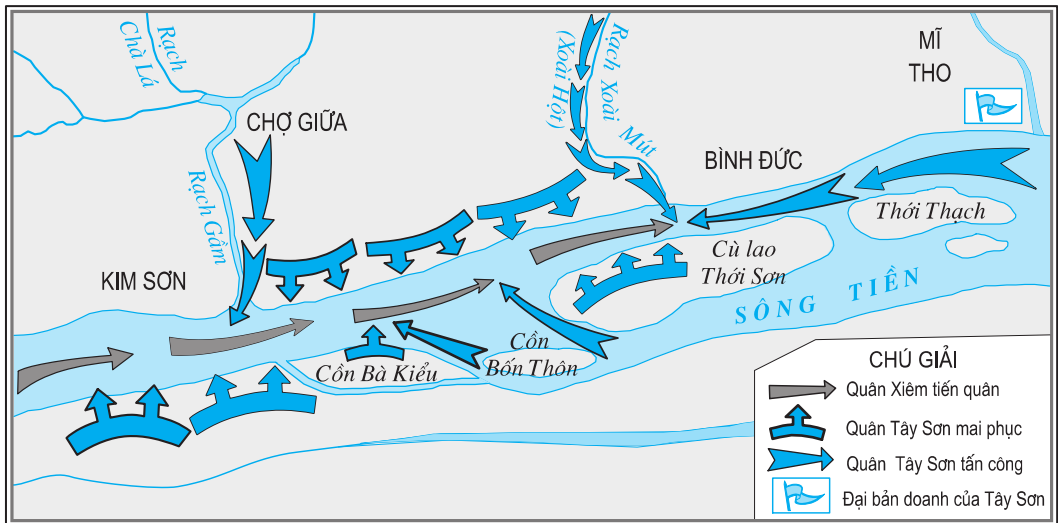 Rạch
Chà Lá
CHỢ GIỮA
Rạch Gầm
KIM SƠN
(Xoài Hột)
Rạch Xoài
Mút
MĨ
THO
BÌNH ĐỨC
Thới Thạch
Cù lao
Thới Sơn
SÔNG TIỀN
Cồn
Bốn Thôn
Cồn Bà Kiểu
CHÚ GIẢI
Quân Xiêm tiến quân
Quân Tây Sơn mai phục
Quân Tây Sơn tấn công
Đại bản doanh của Tây Sơn